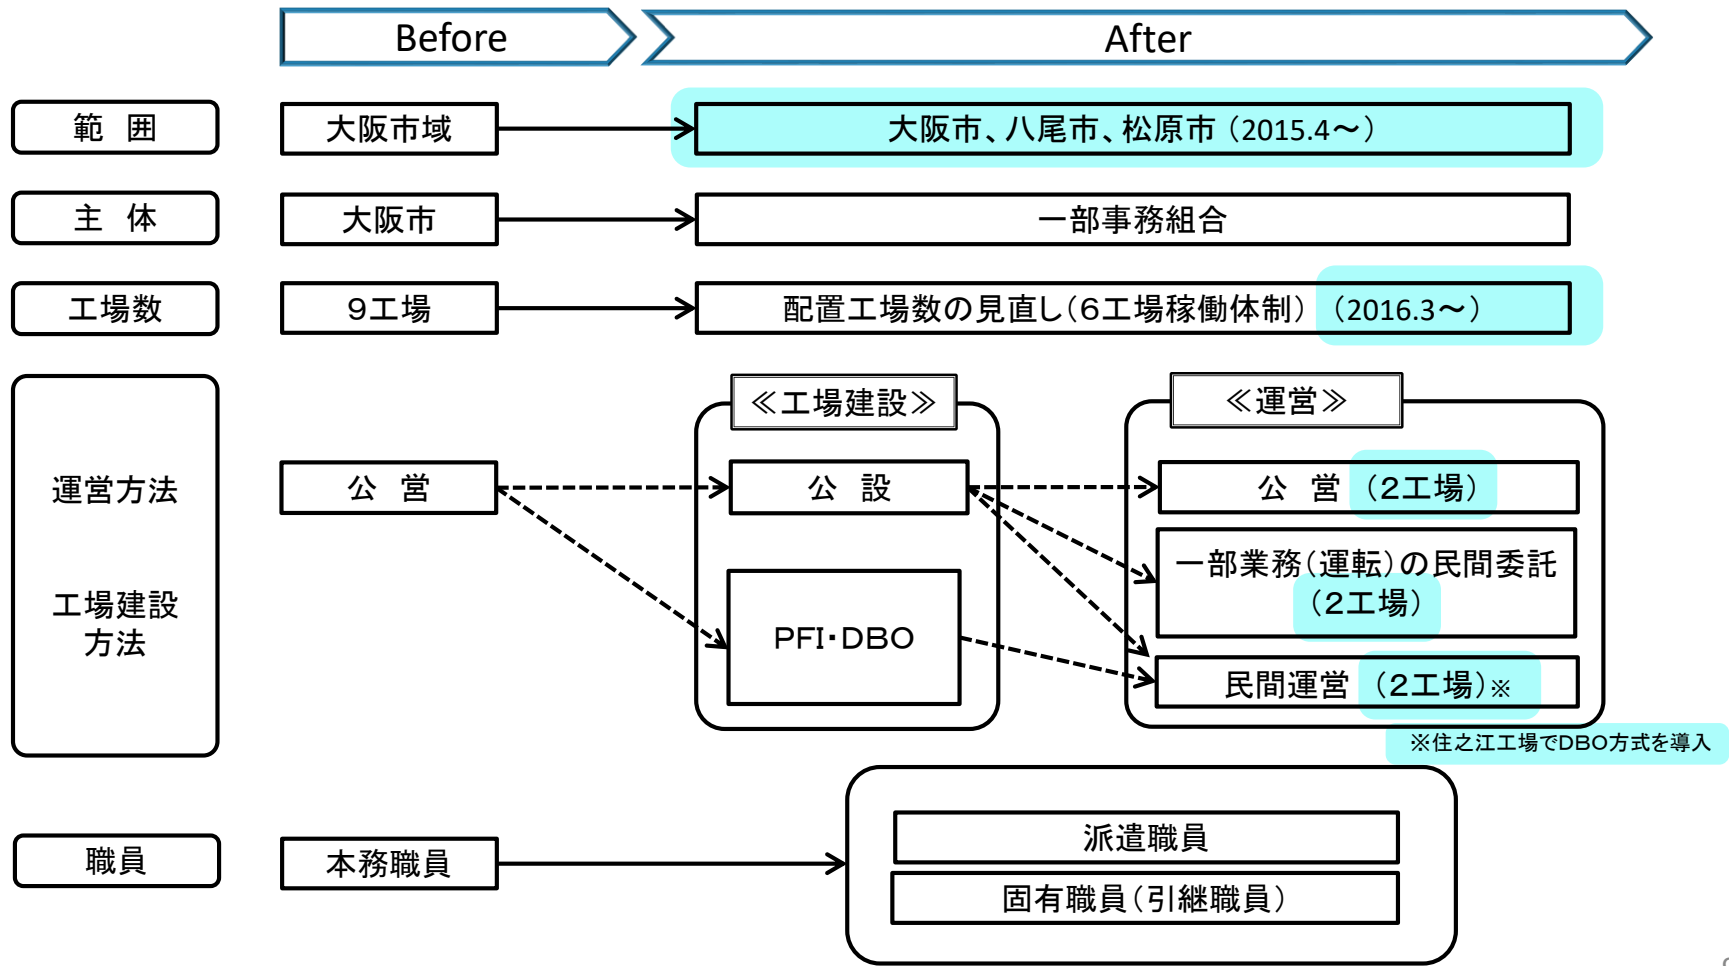 Before
After
範　囲
大阪市域
大阪市、八尾市、松原市（2015.4～）
主　体
大阪市
一部事務組合
工場数
９工場
配置工場数の見直し（６工場稼働体制）（2016.3～）
≪工場建設≫
≪運営≫
運営方法
公　営
公　設
公　営（２工場）
一部業務（運転）の民間委託
（２工場）
工場建設
方法
PFI・DBO
民間運営（２工場）※
※住之江工場でDBO方式を導入
職員
本務職員
派遣職員
固有職員（引継職員）